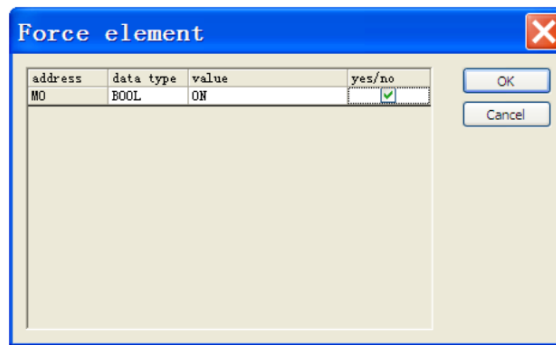 Force element
address data type value yes/no
M0 BOOL ON
OK
Cancel